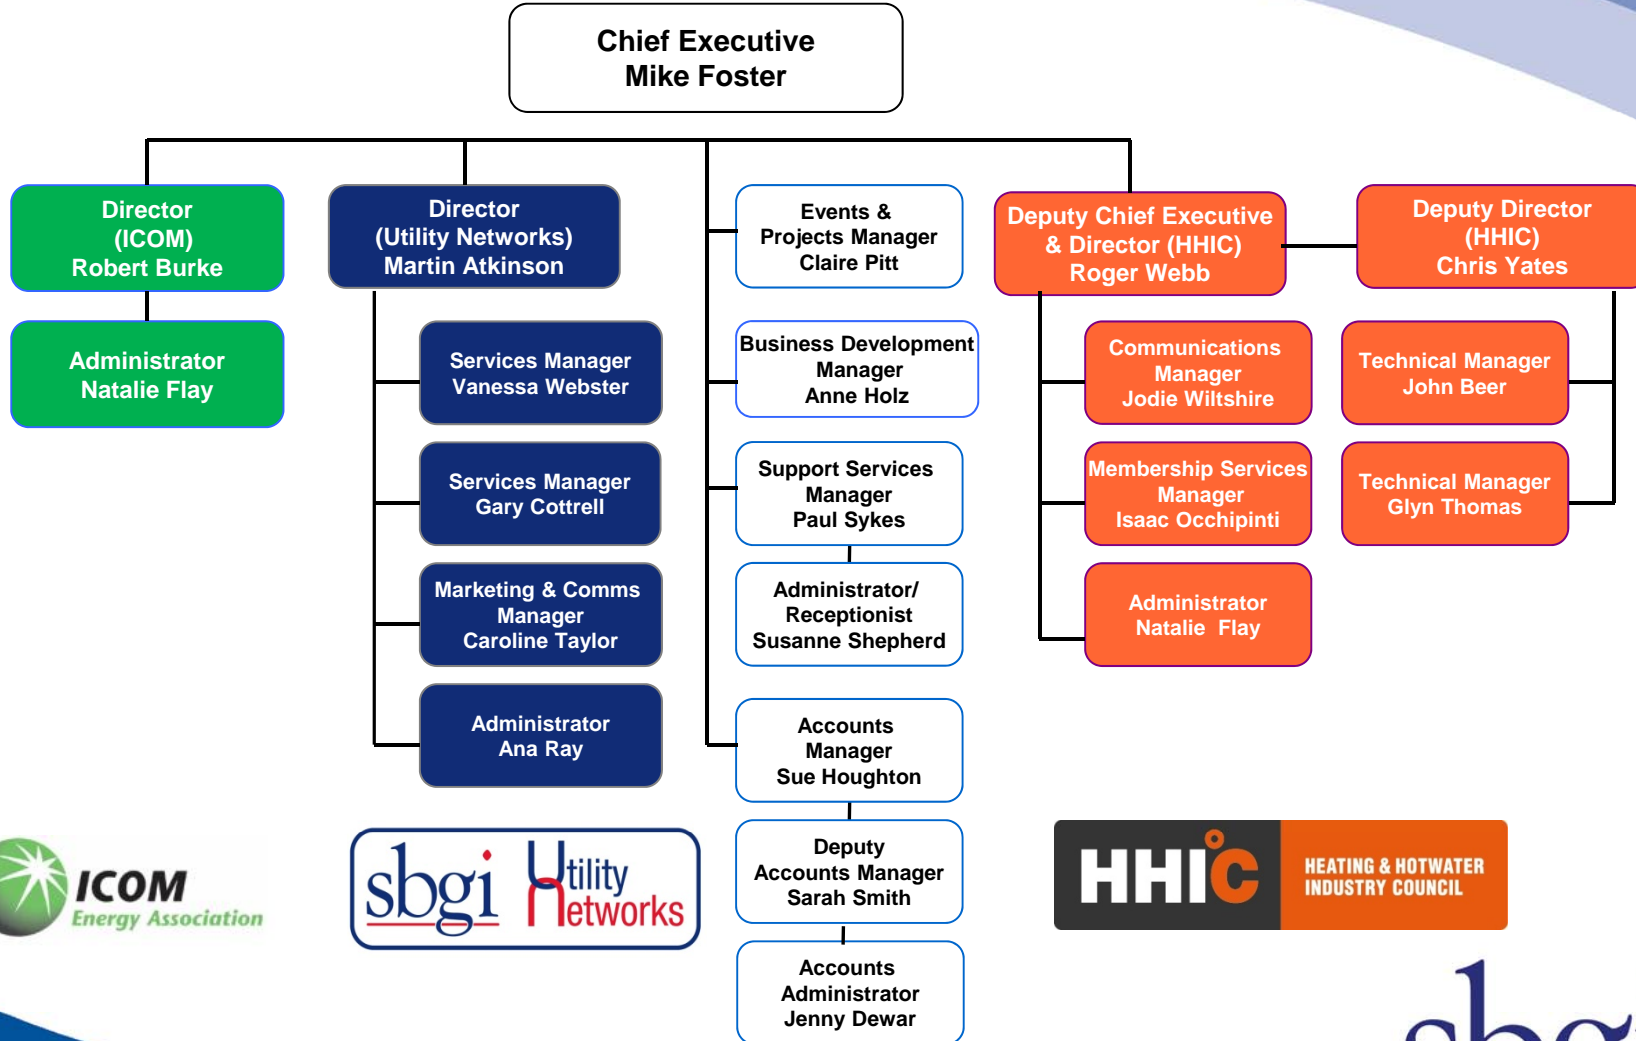 Chief Executive
Mike Foster
Director
(ICOM)
Robert Burke
Administrator
Natalie Flay
Director
(Utility Networks)
Martin Atkinson
Services Manager
Vanessa Webster
Services Manager
Gary Cottrell
Marketing & Comms
Manager
Caroline Taylor
Administrator
Ana Ray
Events &
Projects Manager
Claire Pitt
Business Development
Manager
Anne Holz
Support Services
Manager
Paul Sykes
Administrator/
Receptionist
Susanne Shepherd
Accounts
Manager
Sue Houghton
Deputy
Accounts Manager
Sarah Smith
Accounts
Administrator
Jenny Dewar
Deputy Chief Executive
& Director (HHIC)
Roger Webb
Communications
Manager
Jodie Wiltshire
Membership Services
Manager
Isaac Occhipinti
Administrator
Natalie Flay
Deputy Director
(HHIC)
Chris Yates
Technical Manager
John Beer
Technical Manager
Glyn Thomas
ICOM
Energy Association
sbgi Utility
Networks
HHIC
HEATING & HOTWATER
INDUSTRY COUNCIL
sbg